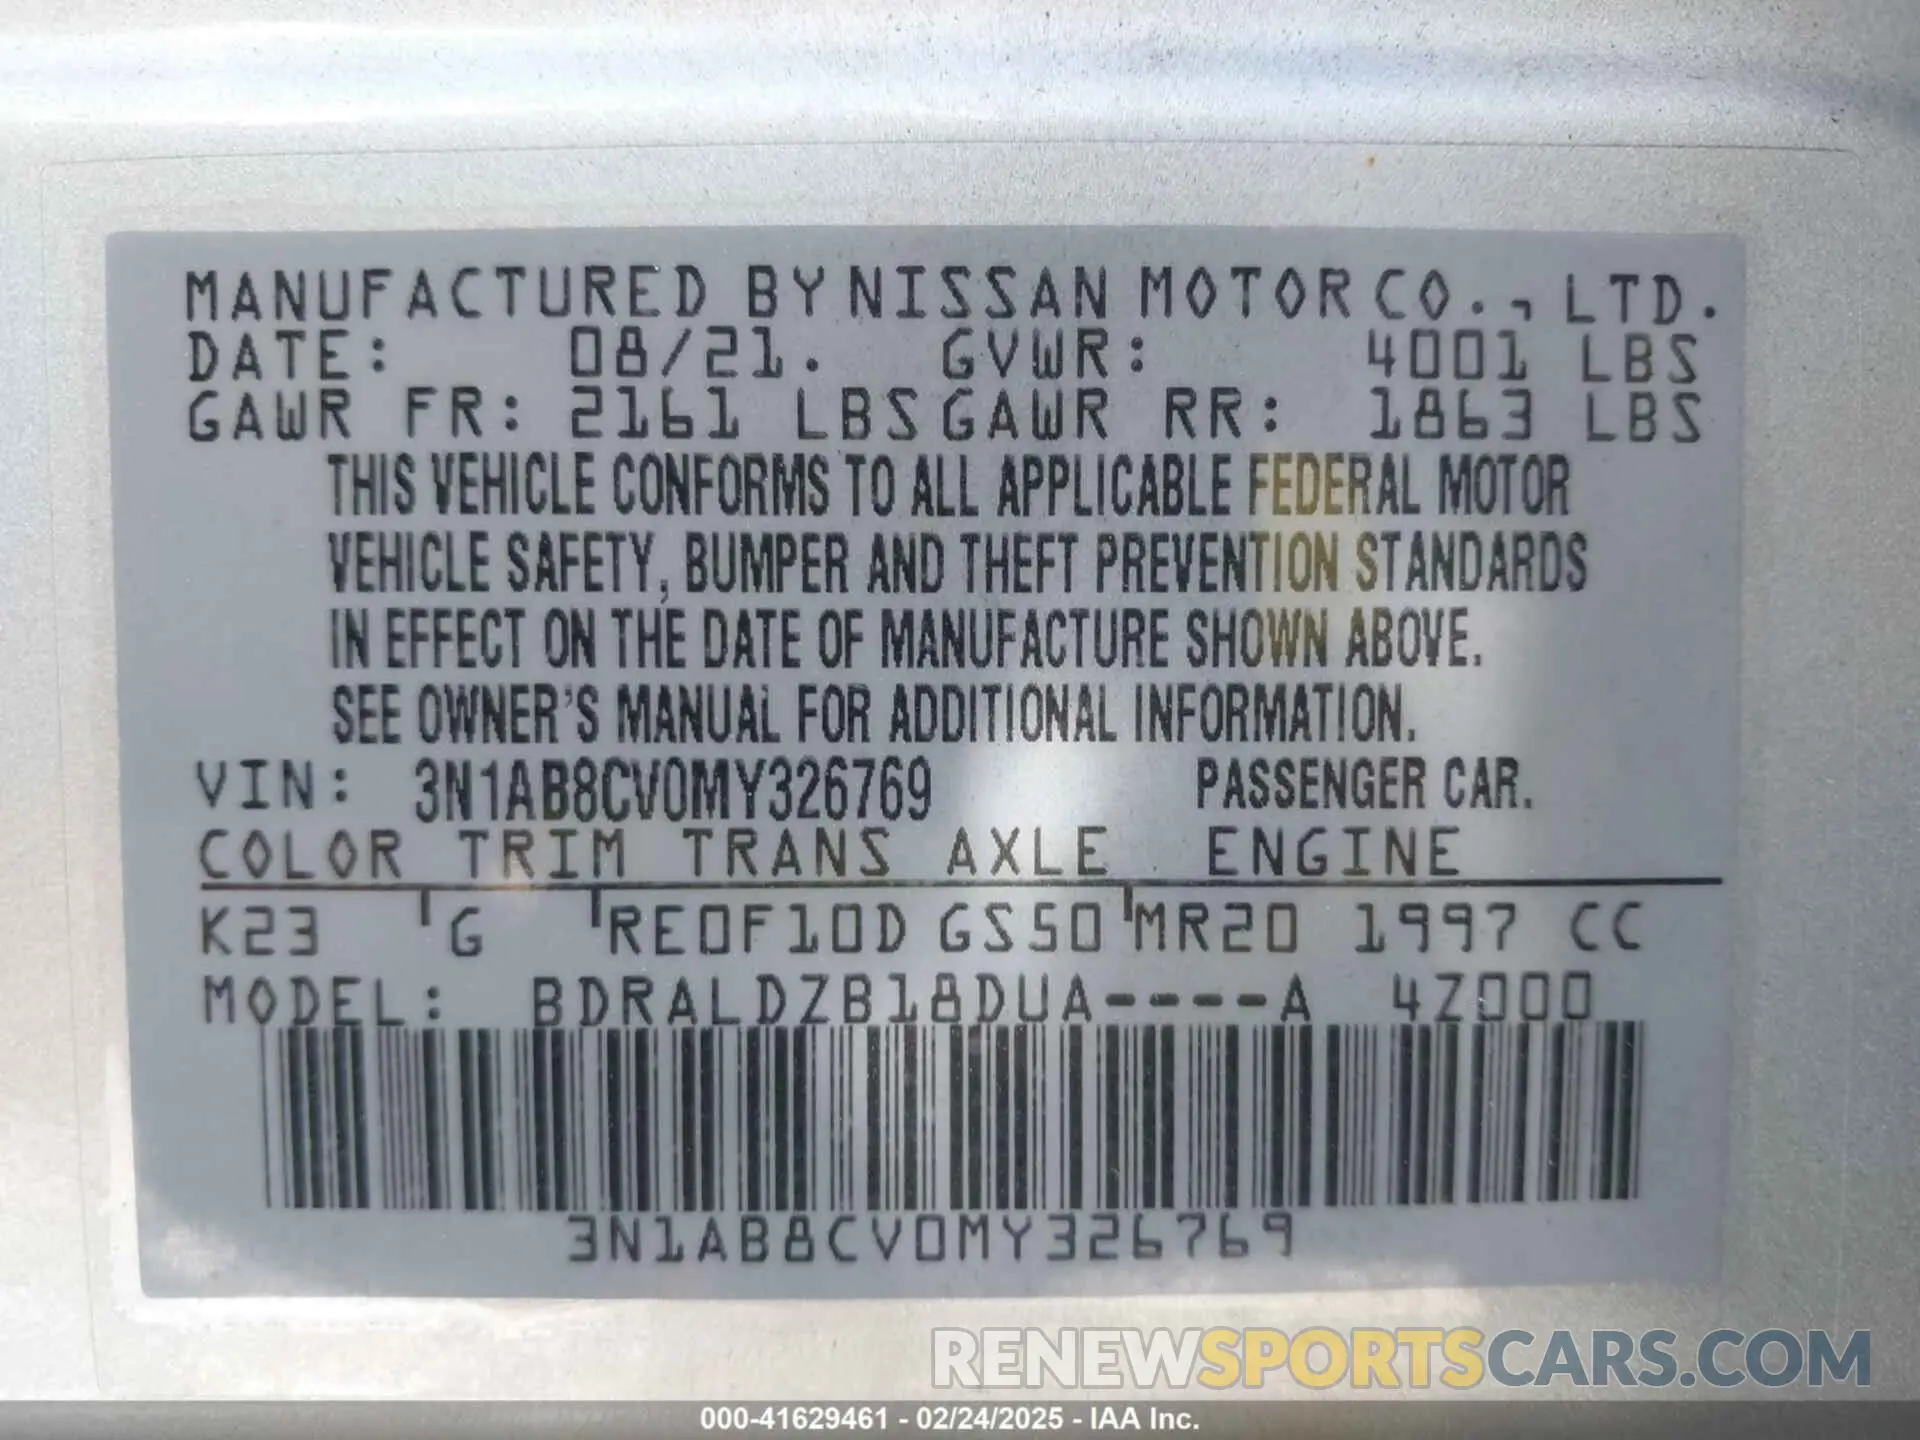 MANUFACTURED BY NISSAN MOTOR CO., LTD.
DATE: 08/21. GVWR: 4001 LBS
GAWR FR: 2161 LBS GAWR RR: 1863 LBS
THIS VEHICLE CONFORMS TO ALL APPLICABLE FEDERAL MOTOR
VEHICLE SAFETY, BUMPER AND THEFT PREVENTION STANDARDS
IN EFFECT ON THE DATE OF MANUFACTURE SHOWN ABOVE.
SEE OWNER'S MANUAL FOR ADDITIONAL INFORMATION.
VIN: 3N1AB8CV0MY326769 PASSENGER CAR.
COLOR TRIM TRANS AXLE ENGINE
K23 G RE0F10D GS50 MR20 1997 CC
MODEL: BDRALDZB18DUA----A 4Z000
3N1AB8CV0MY326769
RENEWSPORTSCARS.COM
000-41629461 - 02/24/2025 - IAA Inc.